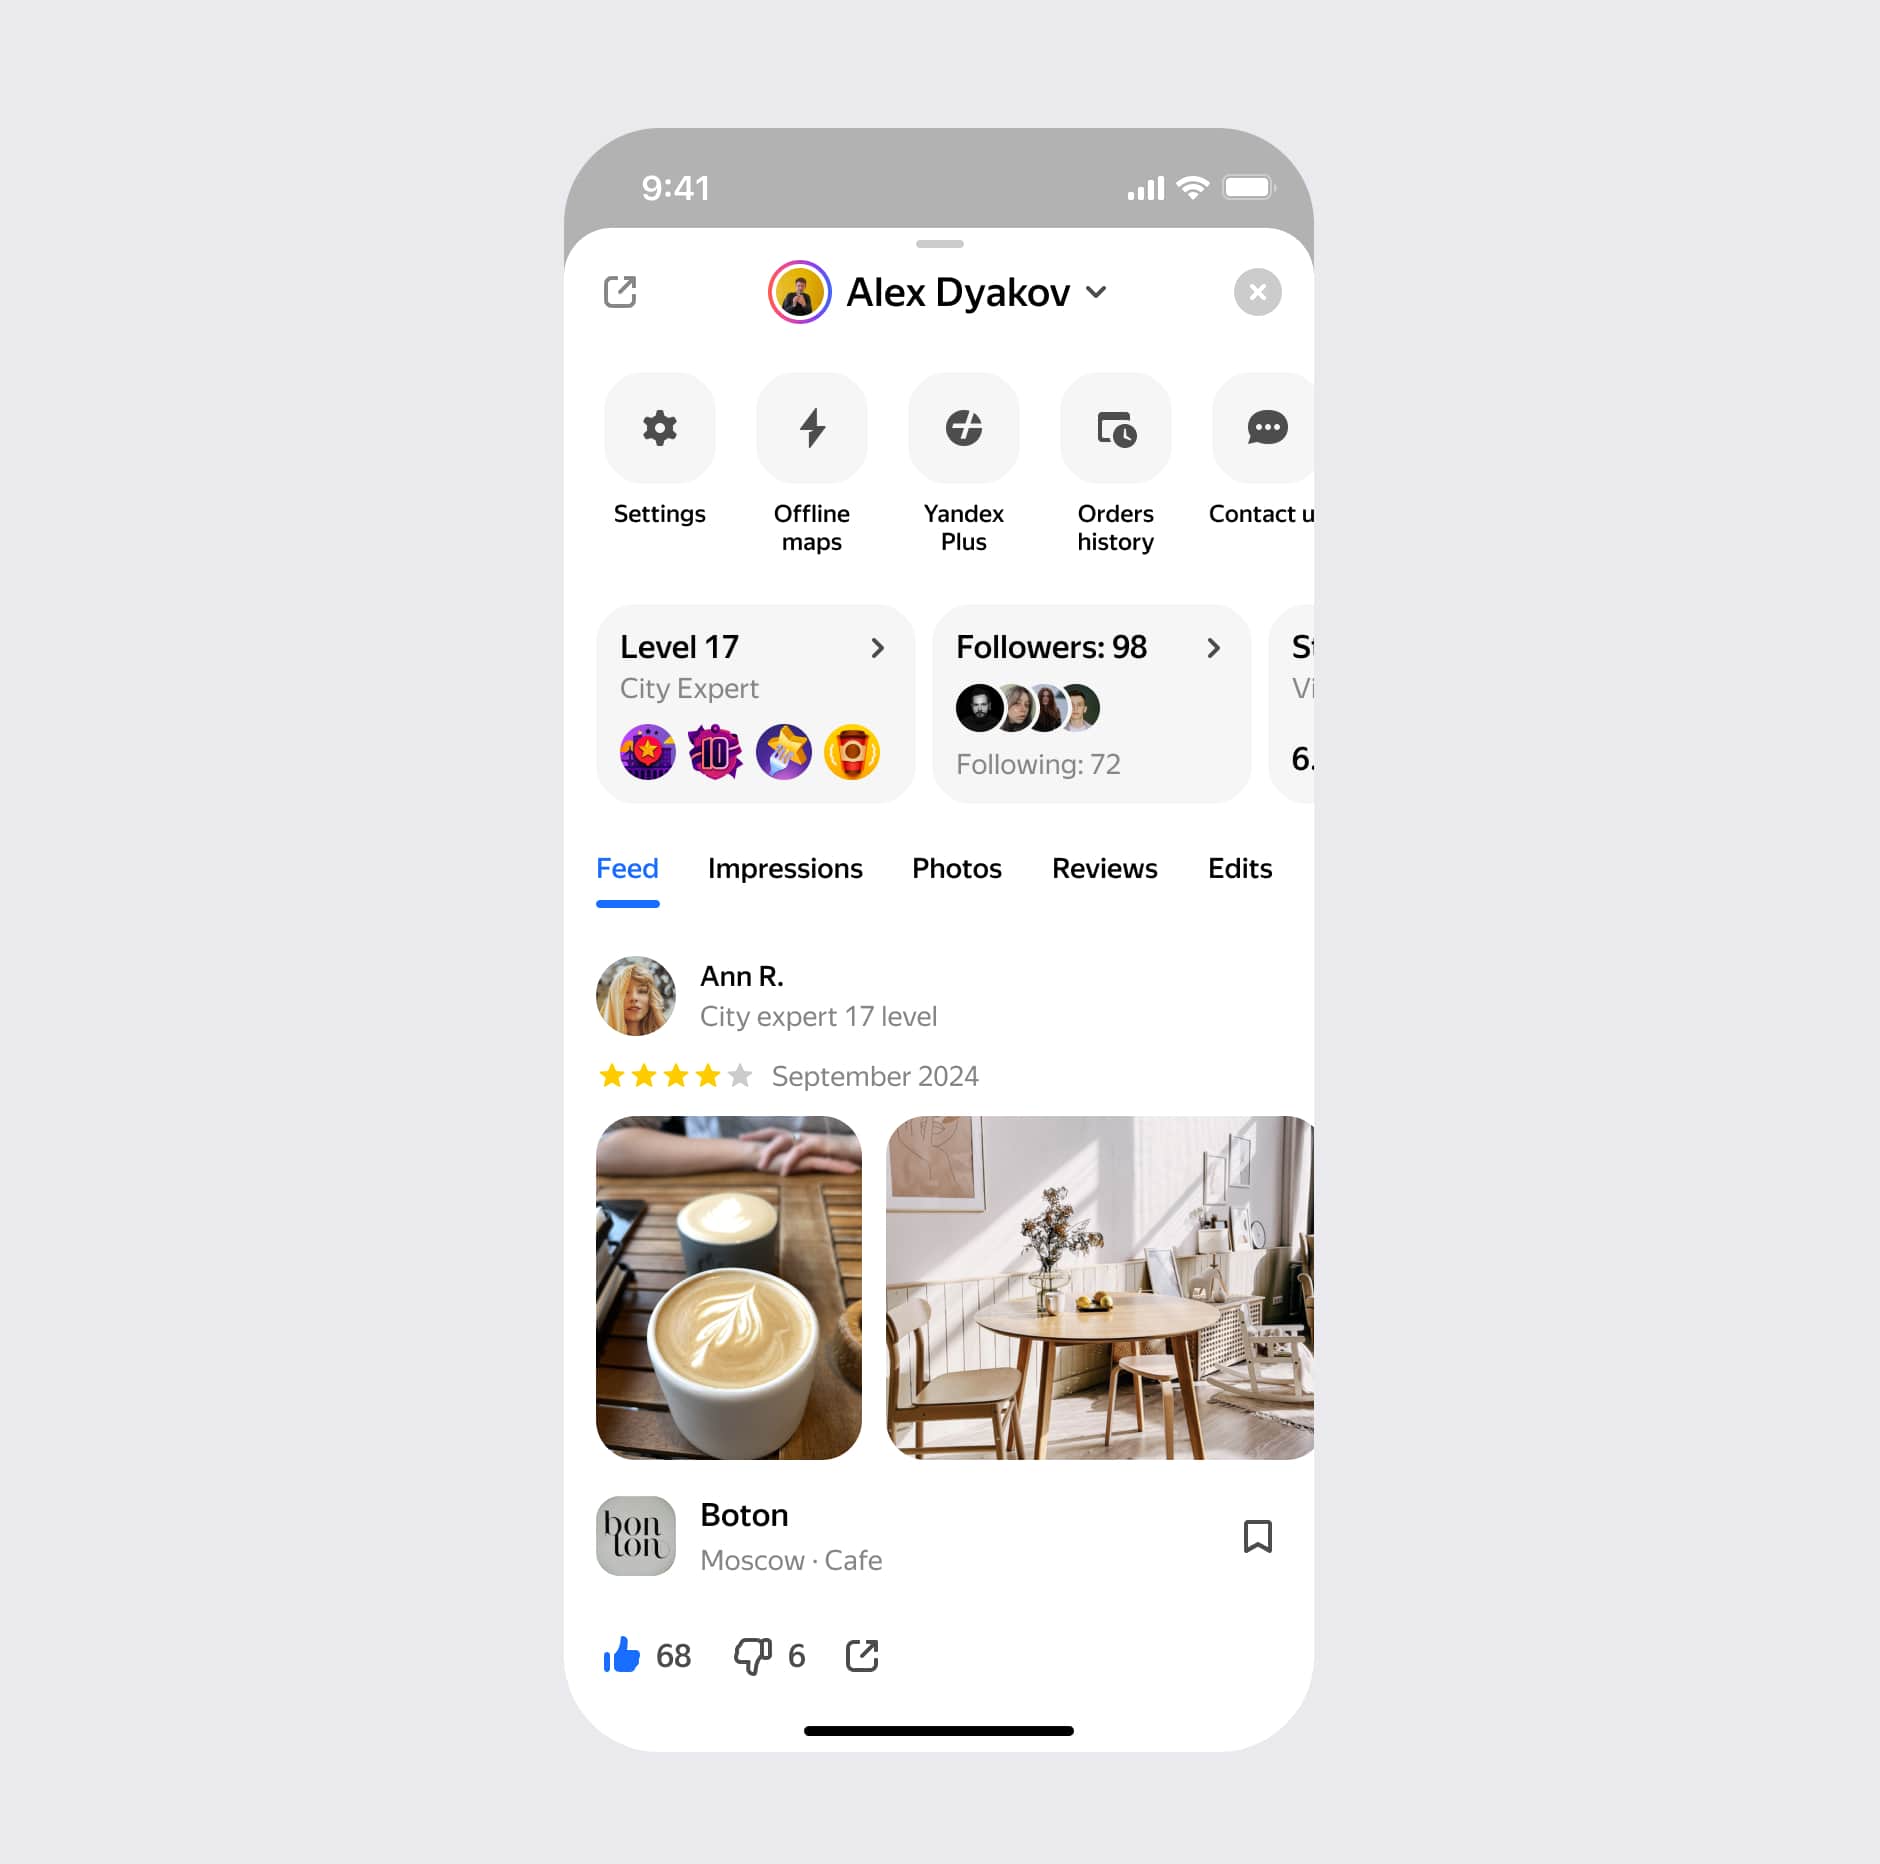 9:41
Alex Dyakov
Settings
Offline
maps
Yandex
Plus
Orders
history
Contact u
Level 17
City Expert
10
Followers: 98
Following: 72
St
Vi
6.
Feed
Impressions
Photos
Reviews
Edits
Ann R.
City expert 17 level
September 2024
bon
ton
Boton
Moscow · Cafe
68
6